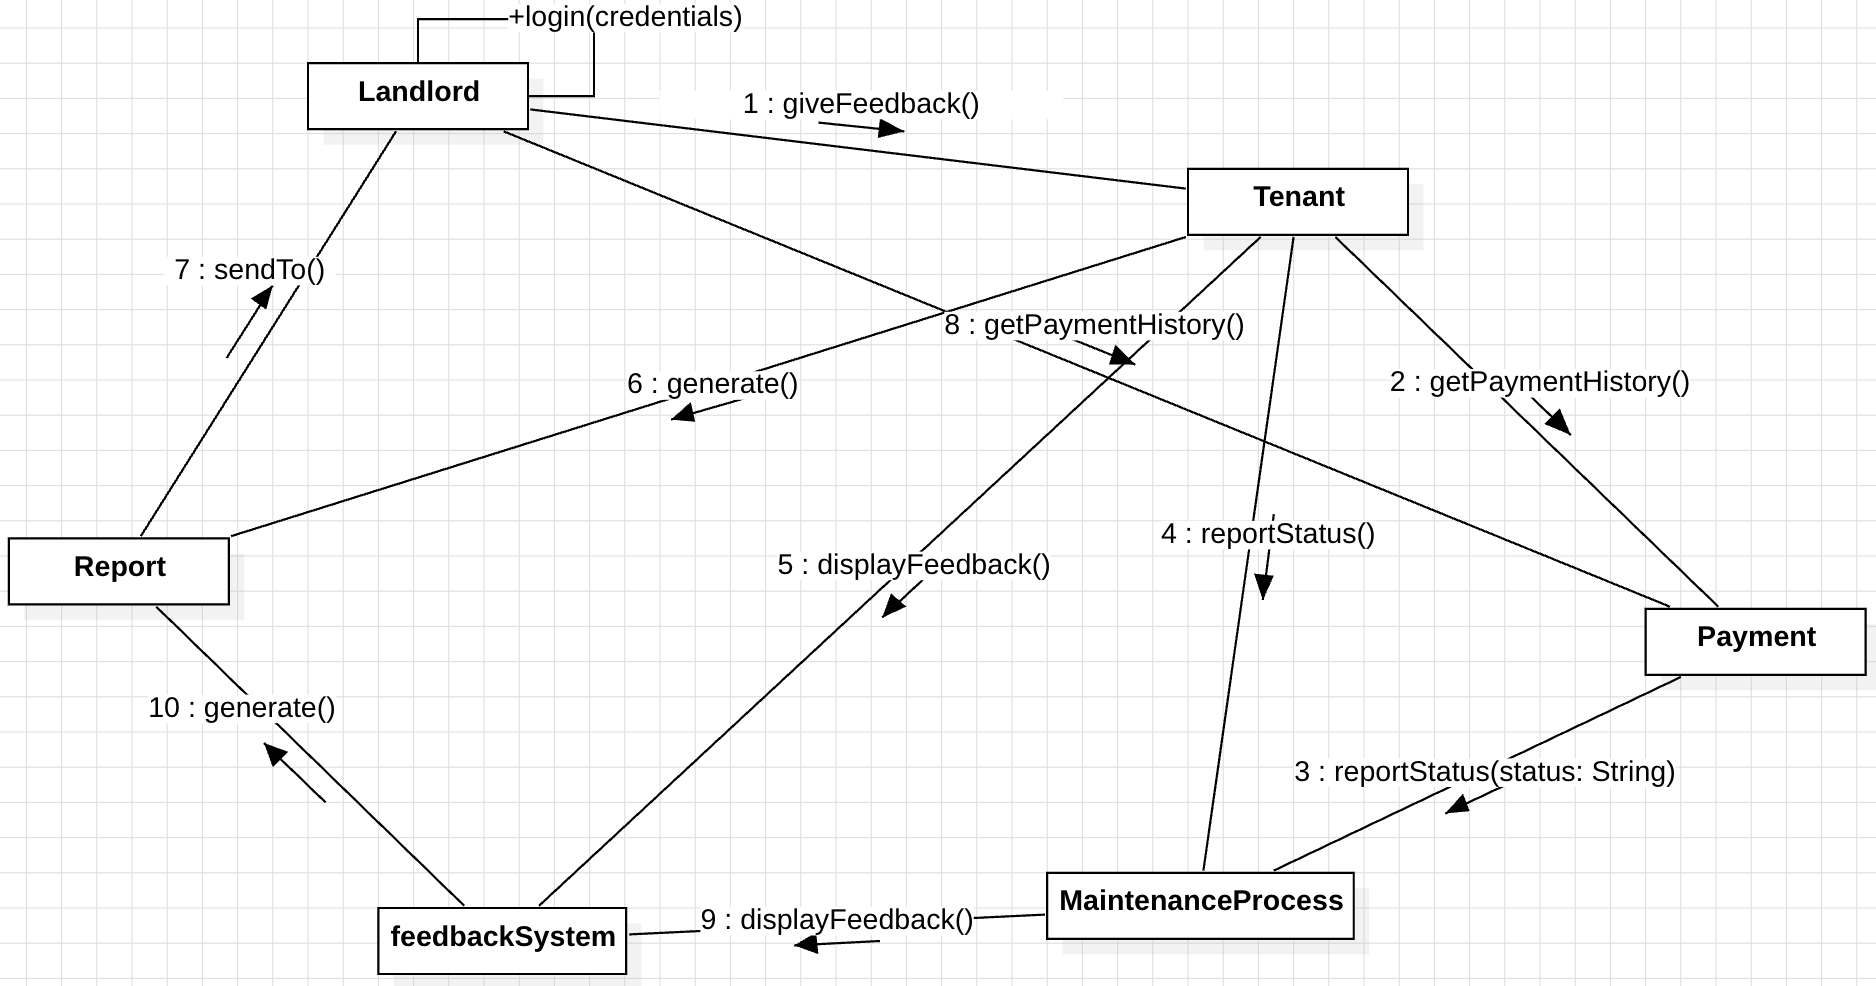 +login(credentials)
Landlord
1 : giveFeedback()
Tenant
7 : sendTo()
8 : getPaymentHistory()
6 : generate()
2 : getPaymentHistory()
4 : reportStatus()
5 : displayFeedback()
Report
Payment
10 : generate()
3 : reportStatus(status: String)
MaintenanceProcess
9 : displayFeedback()
feedbackSystem